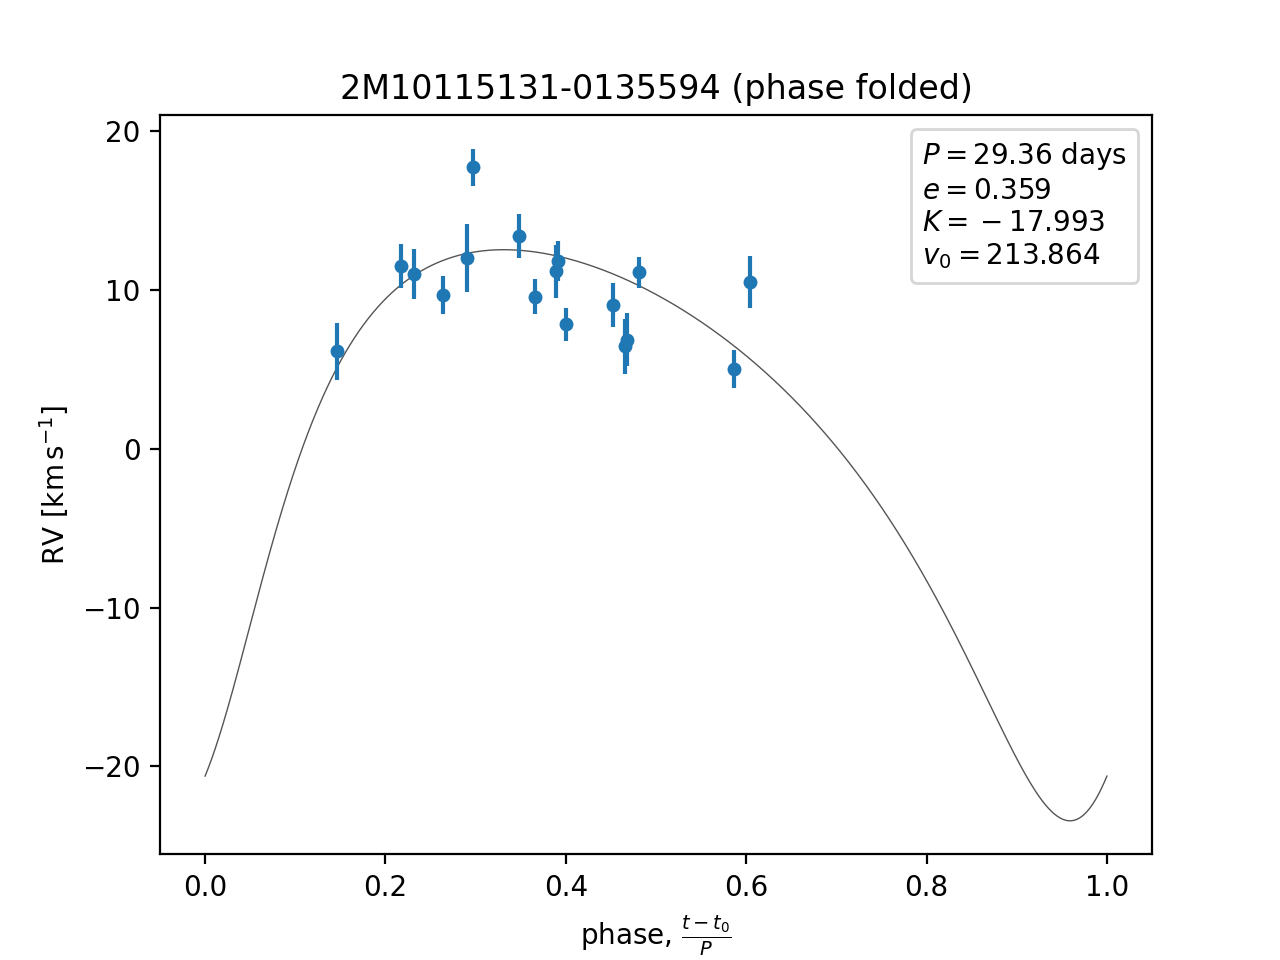 2M10115131-0135594 (phase folded)
P = 29.36 days
e = 0.359
K = −17.993
v₀ = 213.864
20
10
0
−10
−20
RV [km s⁻¹]
0.0 0.2 0.4 0.6 0.8 1.0
phase, (t − t₀)/P